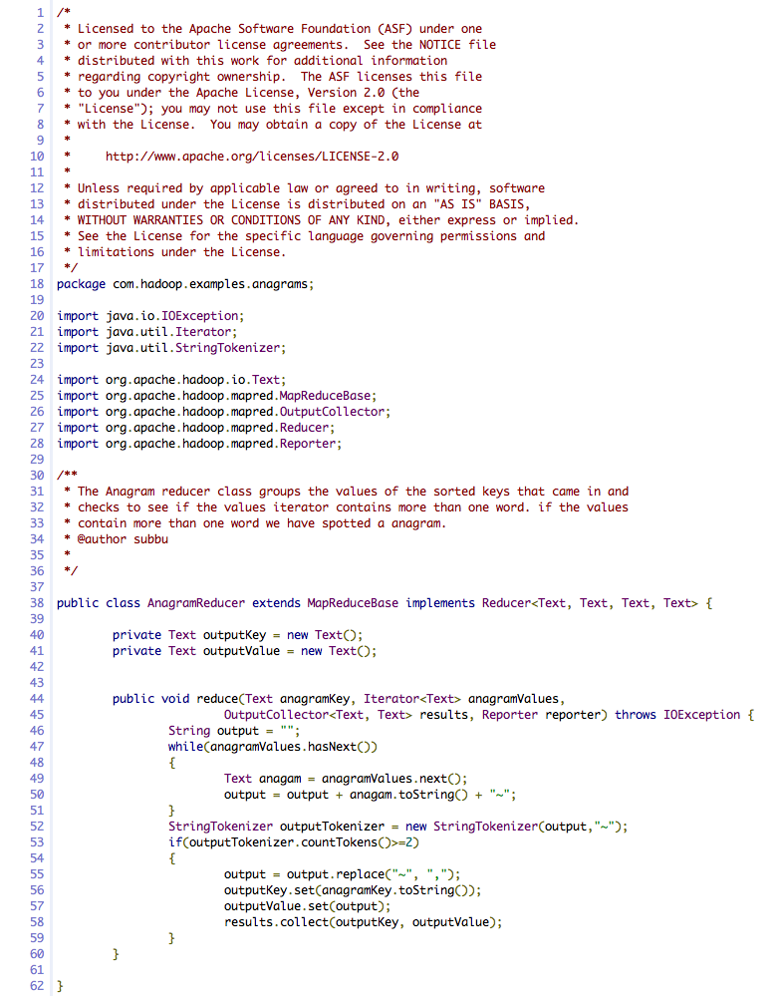 1 /*
2  * Licensed to the Apache Software Foundation (ASF) under one
3  * or more contributor license agreements.  See the NOTICE file
4  * distributed with this work for additional information
5  * regarding copyright ownership.  The ASF licenses this file
6  * to you under the Apache License, Version 2.0 (the
7  * "License"); you may not use this file except in compliance
8  * with the License.  You may obtain a copy of the License at
9  *
10  *     http://www.apache.org/licenses/LICENSE-2.0
11  *
12  * Unless required by applicable law or agreed to in writing, software
13  * distributed under the License is distributed on an "AS IS" BASIS,
14  * WITHOUT WARRANTIES OR CONDITIONS OF ANY KIND, either express or implied.
15  * See the License for the specific language governing permissions and
16  * limitations under the License.
17  */
18 package com.hadoop.examples.anagrams;
19
20 import java.io.IOException;
21 import java.util.Iterator;
22 import java.util.StringTokenizer;
23
24 import org.apache.hadoop.io.Text;
25 import org.apache.hadoop.mapred.MapReduceBase;
26 import org.apache.hadoop.mapred.OutputCollector;
27 import org.apache.hadoop.mapred.Reducer;
28 import org.apache.hadoop.mapred.Reporter;
29
30 /**
31  * The Anagram reducer class groups the values of the sorted keys that came in and
32  * checks to see if the values iterator contains more than one word. if the values
33  * contain more than one word we have spotted a anagram.
34  * @author subbu
35  *
36  */
37
38 public class AnagramReducer extends MapReduceBase implements Reducer<Text, Text, Text, Text> {
39
40         private Text outputKey = new Text();
41         private Text outputValue = new Text();
42
43
44         public void reduce(Text anagramKey, Iterator<Text> anagramValues,
45                         OutputCollector<Text, Text> results, Reporter reporter) throws IOException {
46                 String output = "";
47                 while(anagramValues.hasNext())
48                 {
49                         Text anagam = anagramValues.next();
50                         output = output + anagam.toString() + "~";
51                 }
52                 StringTokenizer outputTokenizer = new StringTokenizer(output,"~");
53                 if(outputTokenizer.countTokens()>=2)
54                 {
55                         output = output.replace("~", ",");
56                         outputKey.set(anagramKey.toString());
57                         outputValue.set(output);
58                         results.collect(outputKey, outputValue);
59                 }
60         }
61
62 }